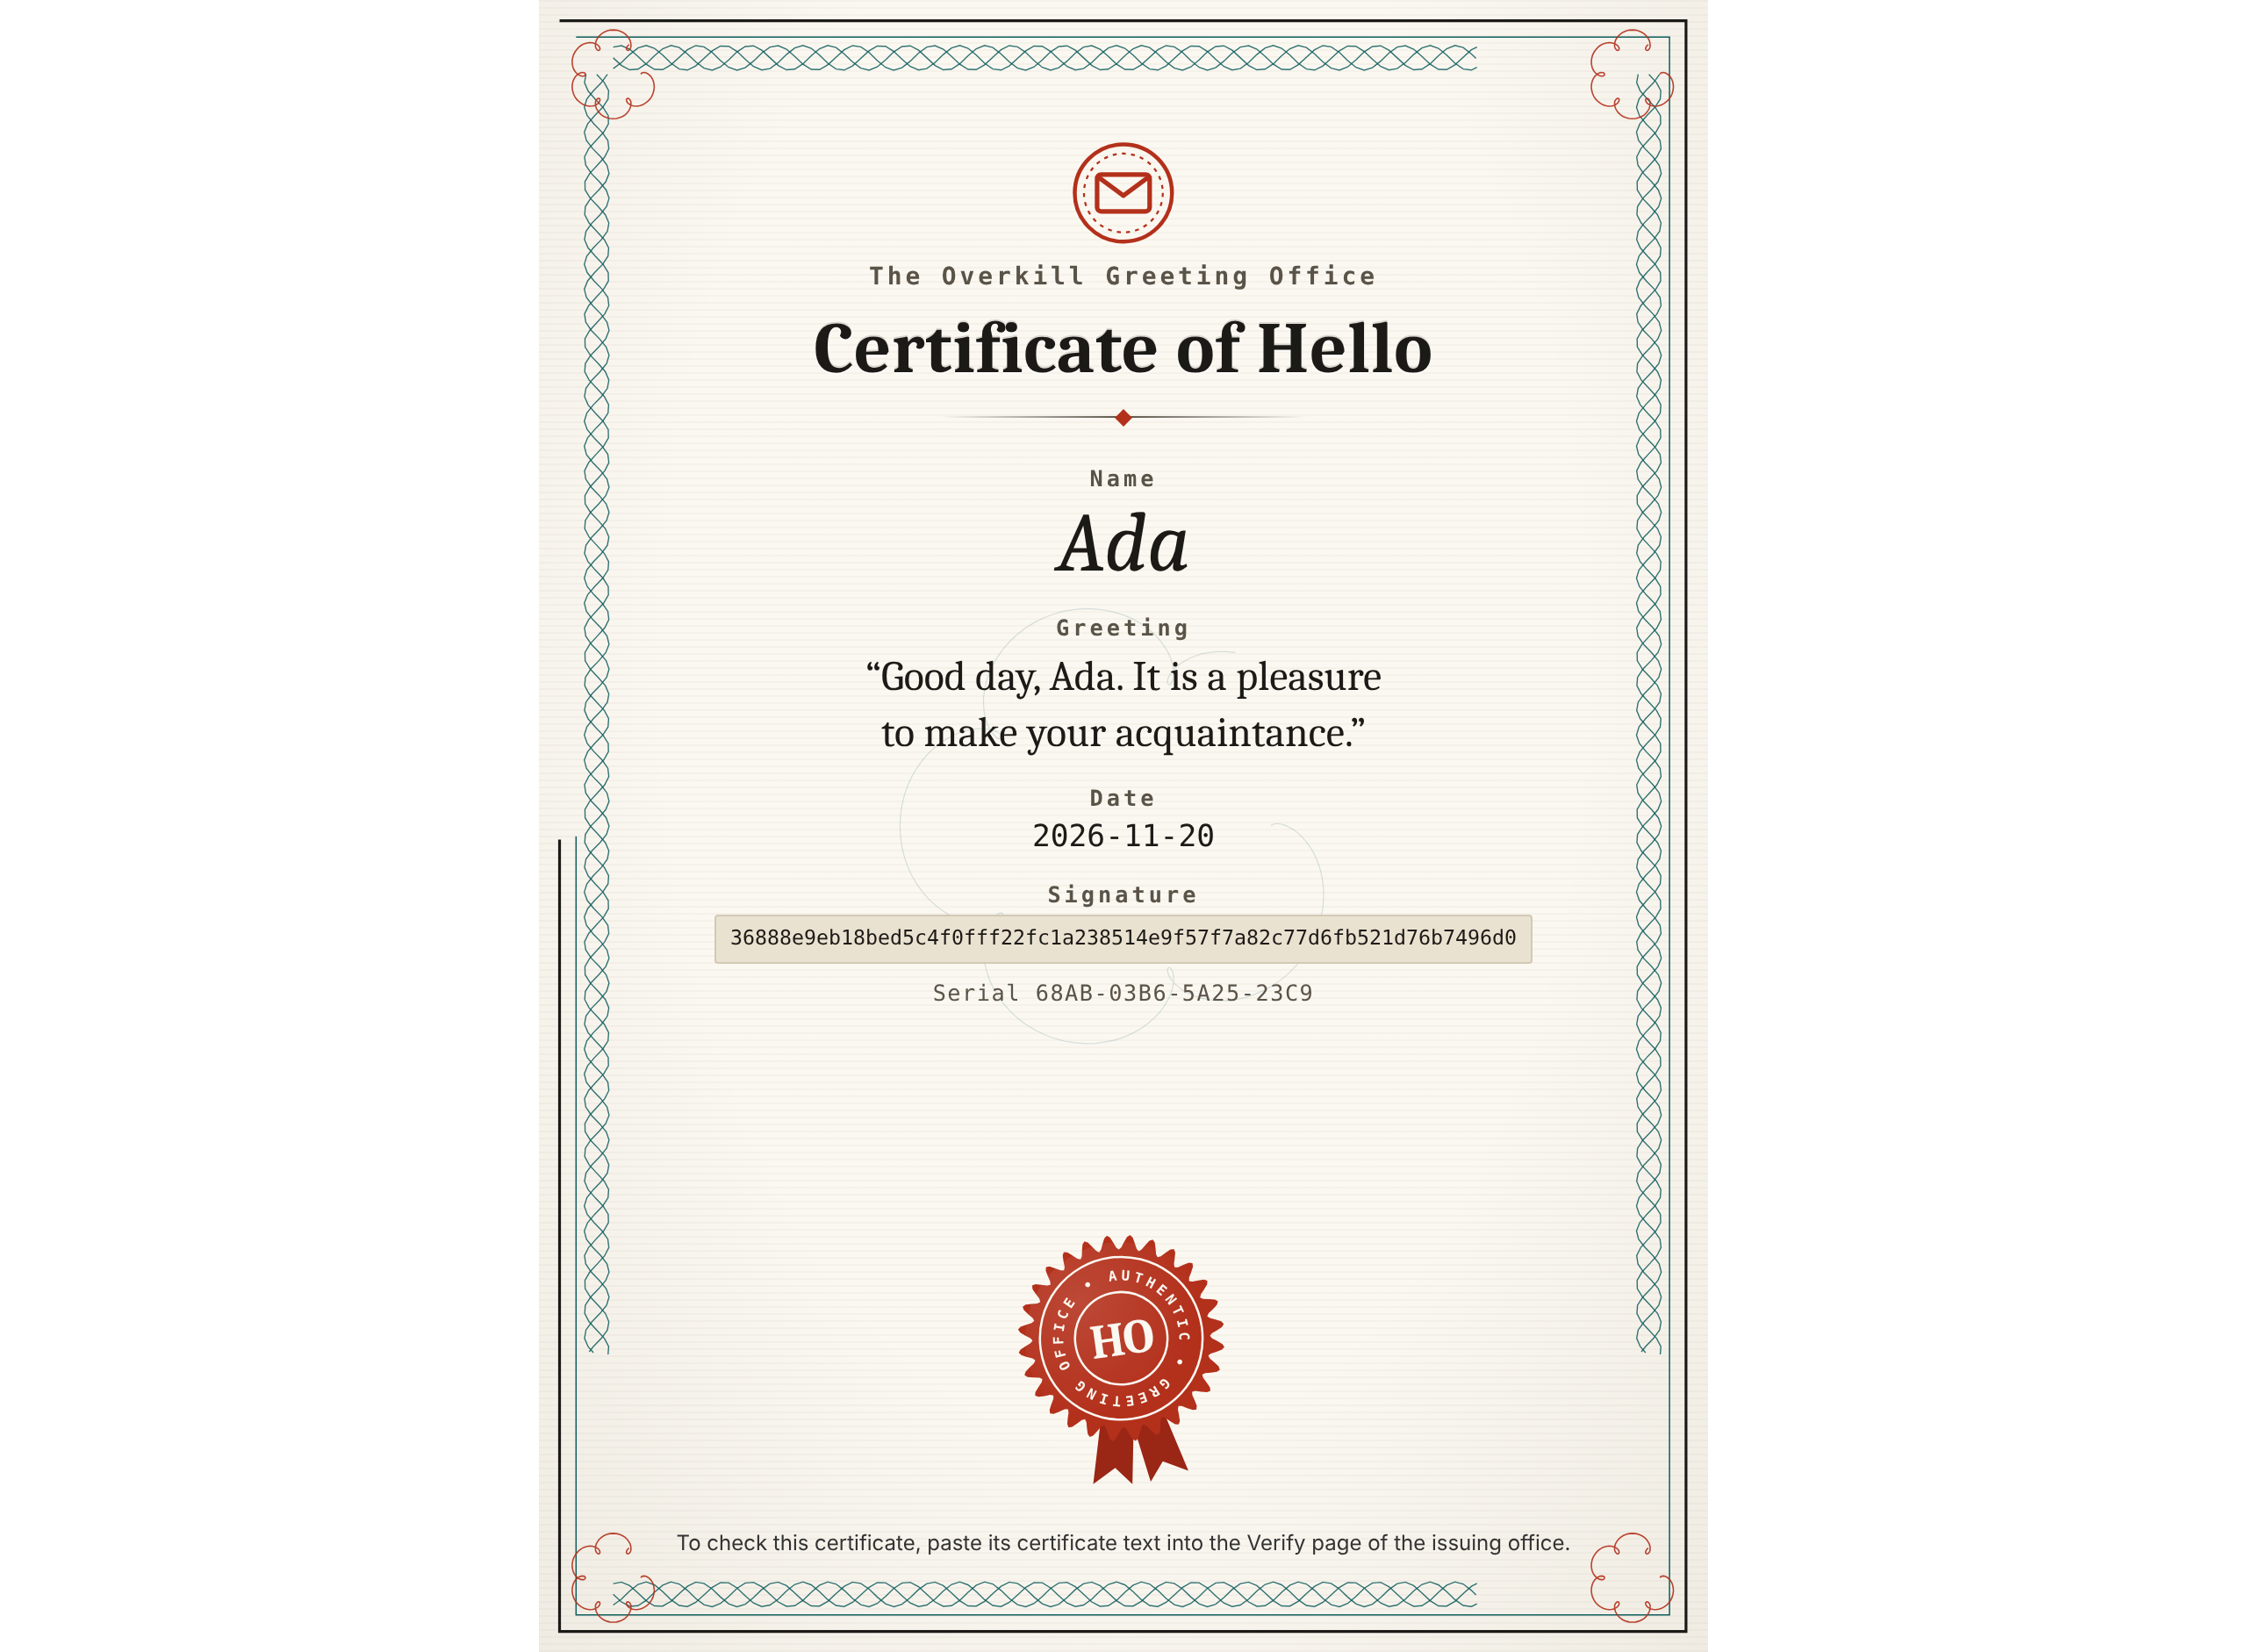 The Overkill Greeting Office
Certificate of Hello
Name
Ada
Greeting
“Good day, Ada. It is a pleasure
to make your acquaintance.”
Date
2026-11-20
Signature
36888e9eb18bed5c4f0fff22fc1a238514e9f57f7a82c77d6fb521d76b7496d0
Serial 68AB-03B6-5A25-23C9
AUTHENTIC • GREETING OFFICE •
HO
To check this certificate, paste its certificate text into the Verify page of the issuing office.